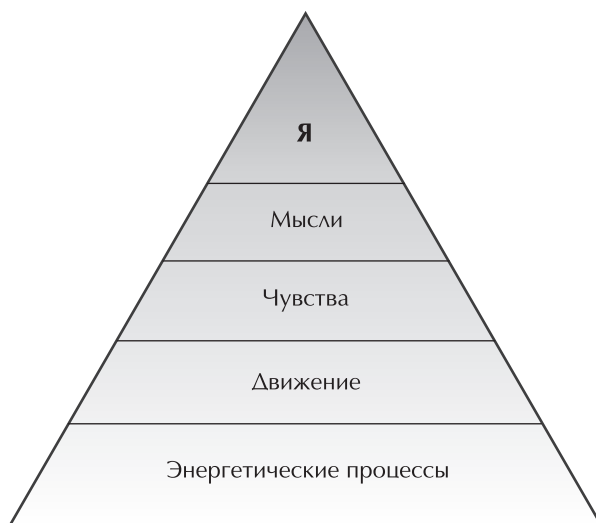 Я
Мысли
Чувства
Движение
Энергетические процессы